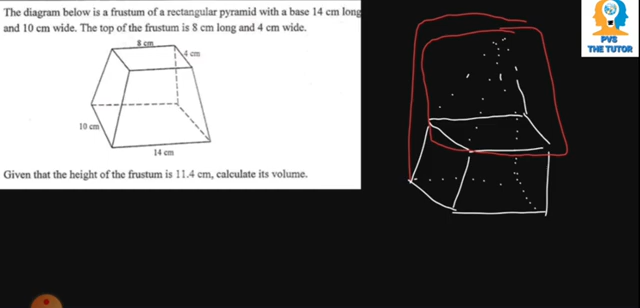 The diagram below is a frustum of a rectangular pyramid with a base 14 cm long
and 10 cm wide. The top of the frustum is 8 cm long and 4 cm wide.
8 cm
4 cm
10 cm
14 cm
Given that the height of the frustum is 11.4 cm, calculate its volume.
PVS
THE TUTOR